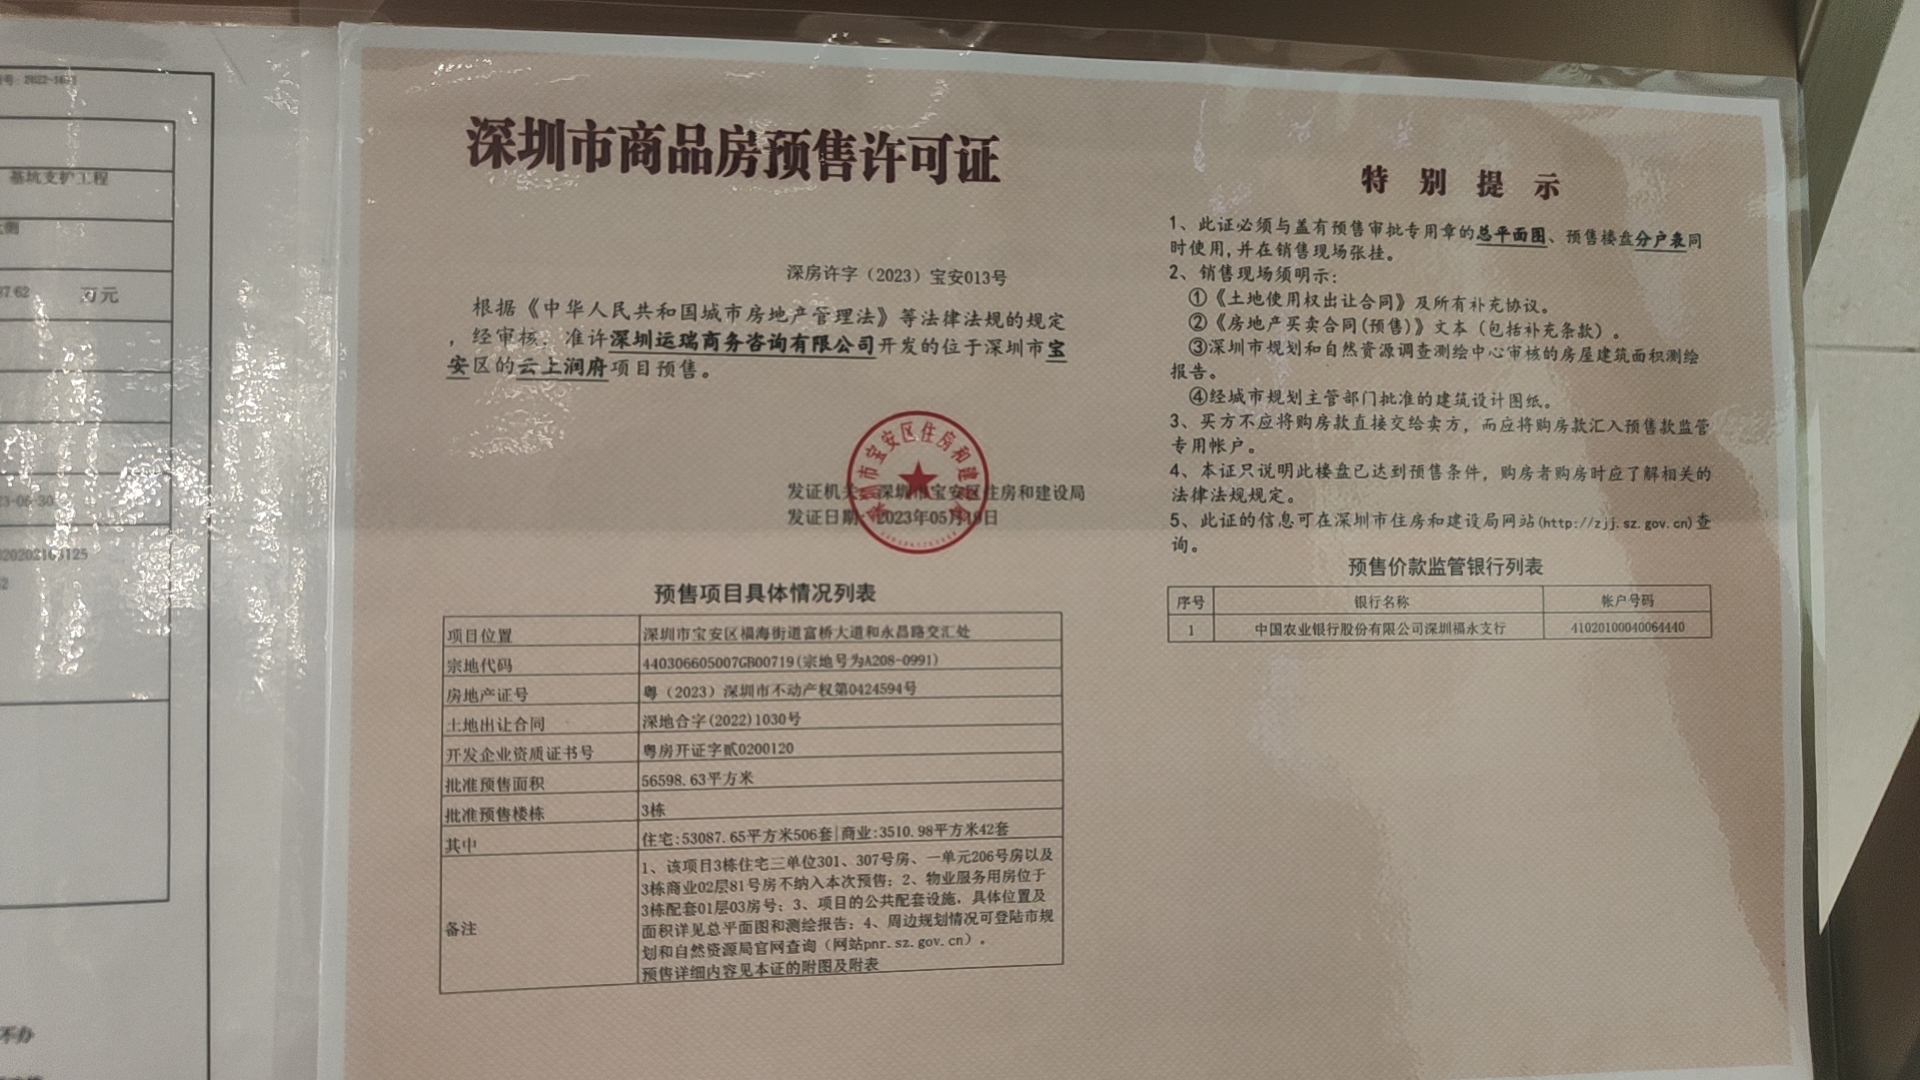 基坑支护工程
万元
不办
深圳市商品房预售许可证
深房许字（2023）宝安013号
根据《中华人民共和国城市房地产管理法》等法律法规的规定
，经审核，准许深圳运瑞商务咨询有限公司开发的位于深圳市宝
安区的云上润府项目预售。
发证机关：深圳市宝安区住房和建设局
发证日期：2023年05月19日
预售项目具体情况列表
项目位置 深圳市宝安区福海街道富桥大道和永昌路交汇处
宗地代码 440306605007GB00719(宗地号为A208-0991)
房地产证号 粤（2023）深圳市不动产权第0424594号
土地出让合同 深地合字(2022)1030号
开发企业资质证书号 粤房开证字贰0200120
批准预售面积 56598.63平方米
批准预售楼栋 3栋
其中 住宅:53087.65平方米506套|商业:3510.98平方米42套
备注
1、该项目3栋住宅三单位301、307号房、一单元206号房以及
3栋商业02层81号房不纳入本次预售；2、物业服务用房位于
3栋配套01层03房号；3、项目的公共配套设施，具体位置及
面积详见总平面图和测绘报告；4、周边规划情况可登陆市规
划和自然资源局官网查询（网站pnr.sz.gov.cn）。
预售详细内容见本证的附图及附表
特别提示
1、此证必须与盖有预售审批专用章的总平面图、预售楼盘分户表同
时使用,并在销售现场张挂。
2、销售现场须明示:
①《土地使用权出让合同》及所有补充协议。
②《房地产买卖合同(预售)》文本（包括补充条款）。
③深圳市规划和自然资源调查测绘中心审核的房屋建筑面积测绘
报告。
④经城市规划主管部门批准的建筑设计图纸。
3、买方不应将购房款直接交给卖方，而应将购房款汇入预售款监管
专用帐户。
4、本证只说明此楼盘已达到预售条件，购房者购房时应了解相关的
法律法规规定。
5、此证的信息可在深圳市住房和建设局网站(http://zjj.sz.gov.cn)查
询。
预售价款监管银行列表
序号 银行名称 帐户号码
1 中国农业银行股份有限公司深圳福永支行 41020100040064440